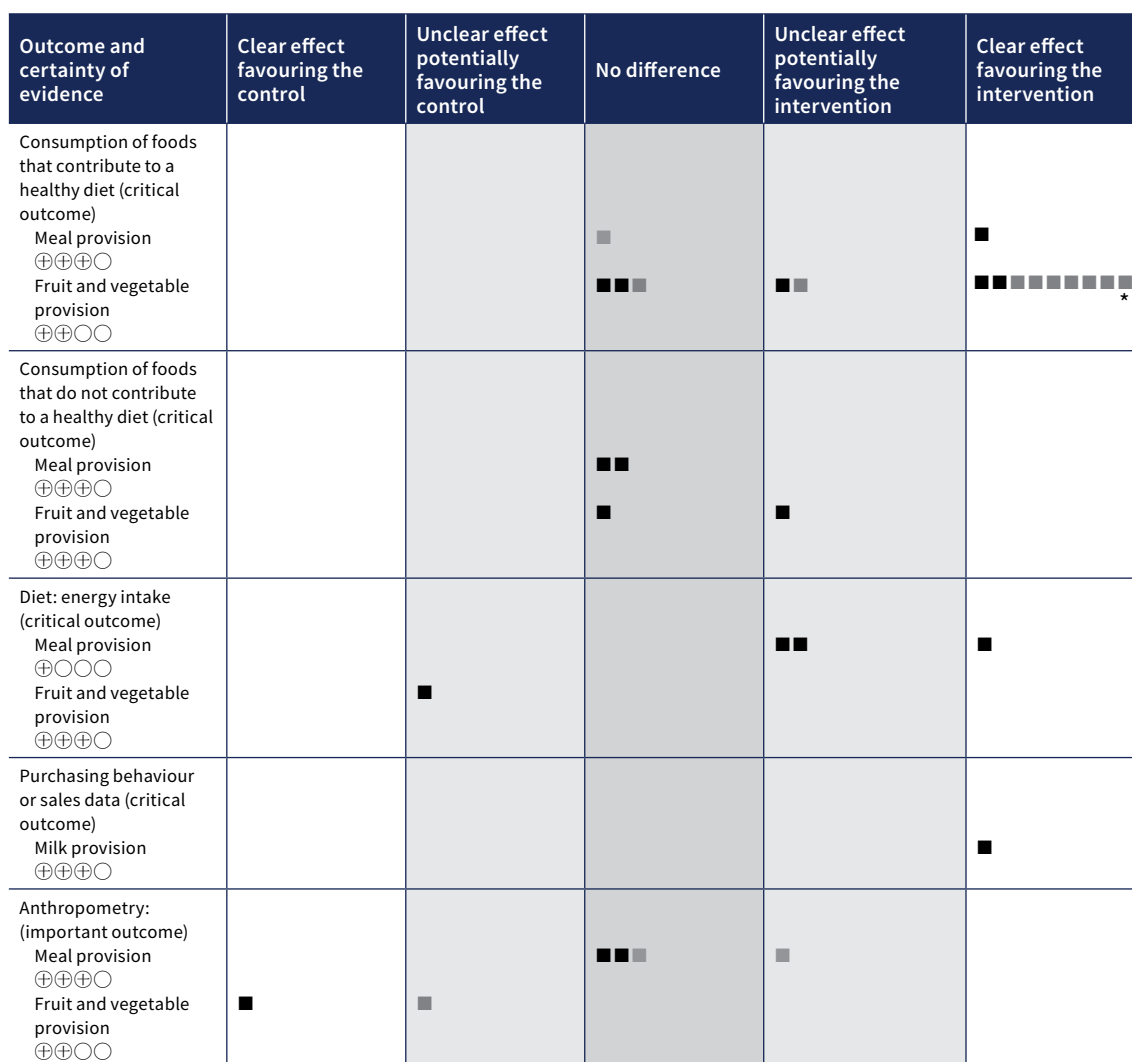 Outcome and
certainty of
evidence
Clear effect
favouring the
control
Unclear effect
potentially
favouring the
control
No difference
Unclear effect
potentially
favouring the
intervention
Clear effect
favouring the
intervention
Consumption of foods
that contribute to a
healthy diet (critical
outcome)
Meal provision
⊕⊕⊕○
Fruit and vegetable
provision
⊕⊕○○
*
Consumption of foods
that do not contribute
to a healthy diet (critical
outcome)
Meal provision
⊕⊕⊕○
Fruit and vegetable
provision
⊕⊕⊕○
Diet: energy intake
(critical outcome)
Meal provision
⊕○○○
Fruit and vegetable
provision
⊕⊕⊕○
Purchasing behaviour
or sales data (critical
outcome)
Milk provision
⊕⊕⊕○
Anthropometry:
(important outcome)
Meal provision
⊕⊕⊕○
Fruit and vegetable
provision
⊕⊕○○